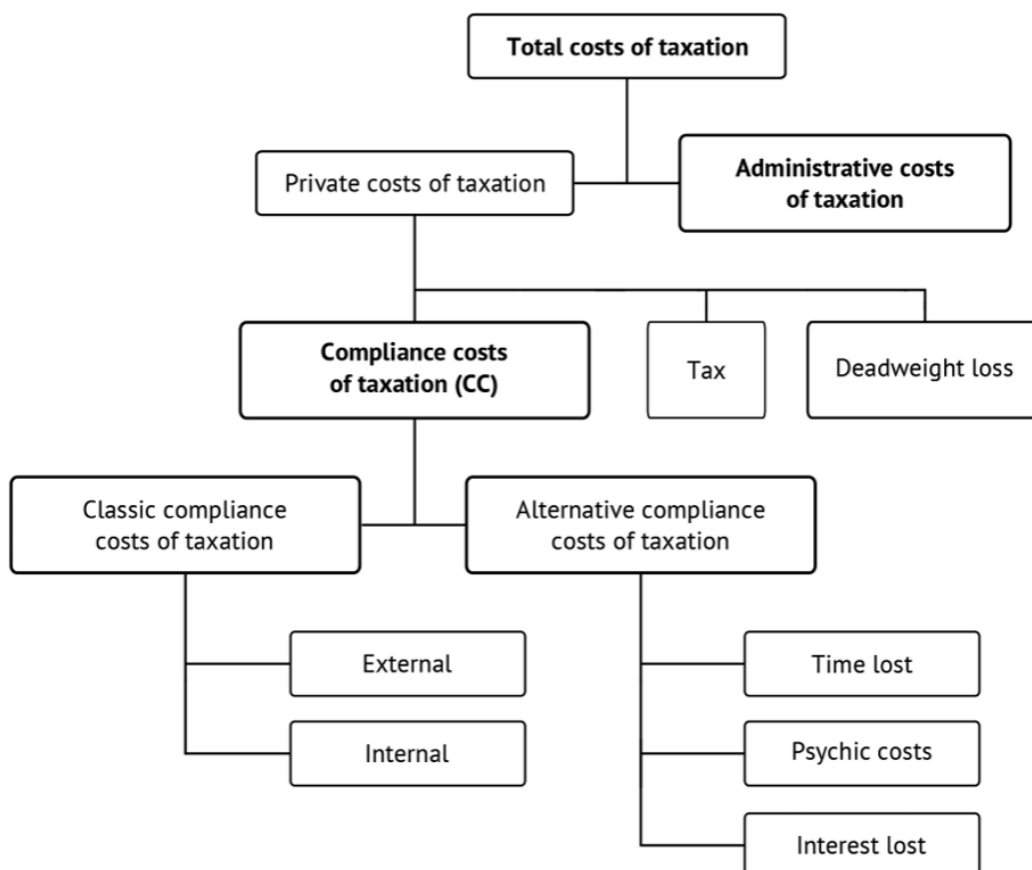 Total costs of taxation
Private costs of taxation
Administrative costs
of taxation
Compliance costs
of taxation (CC)
Tax
Deadweight loss
Classic compliance
costs of taxation
Alternative compliance
costs of taxation
External
Time lost
Internal
Psychic costs
Interest lost